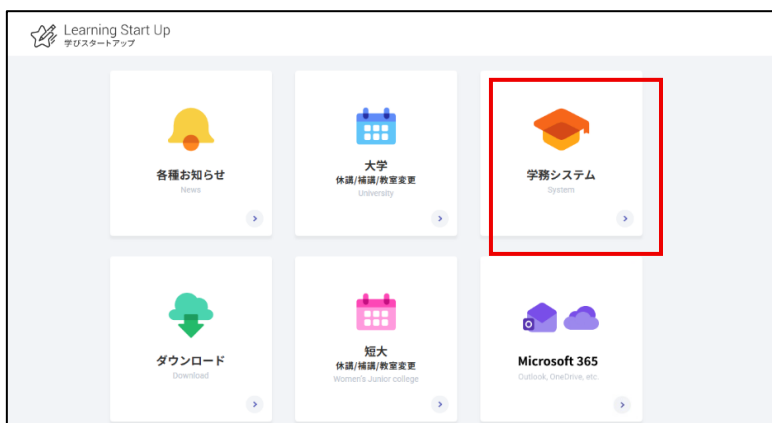 Learning Start Up
学びスタートアップ
各種お知らせ
News
大学
休講/補講/教室変更
University
学務システム
System
ダウンロード
Download
短大
休講/補講/教室変更
Women's Junior college
Microsoft 365
Outlook, OneDrive, etc.